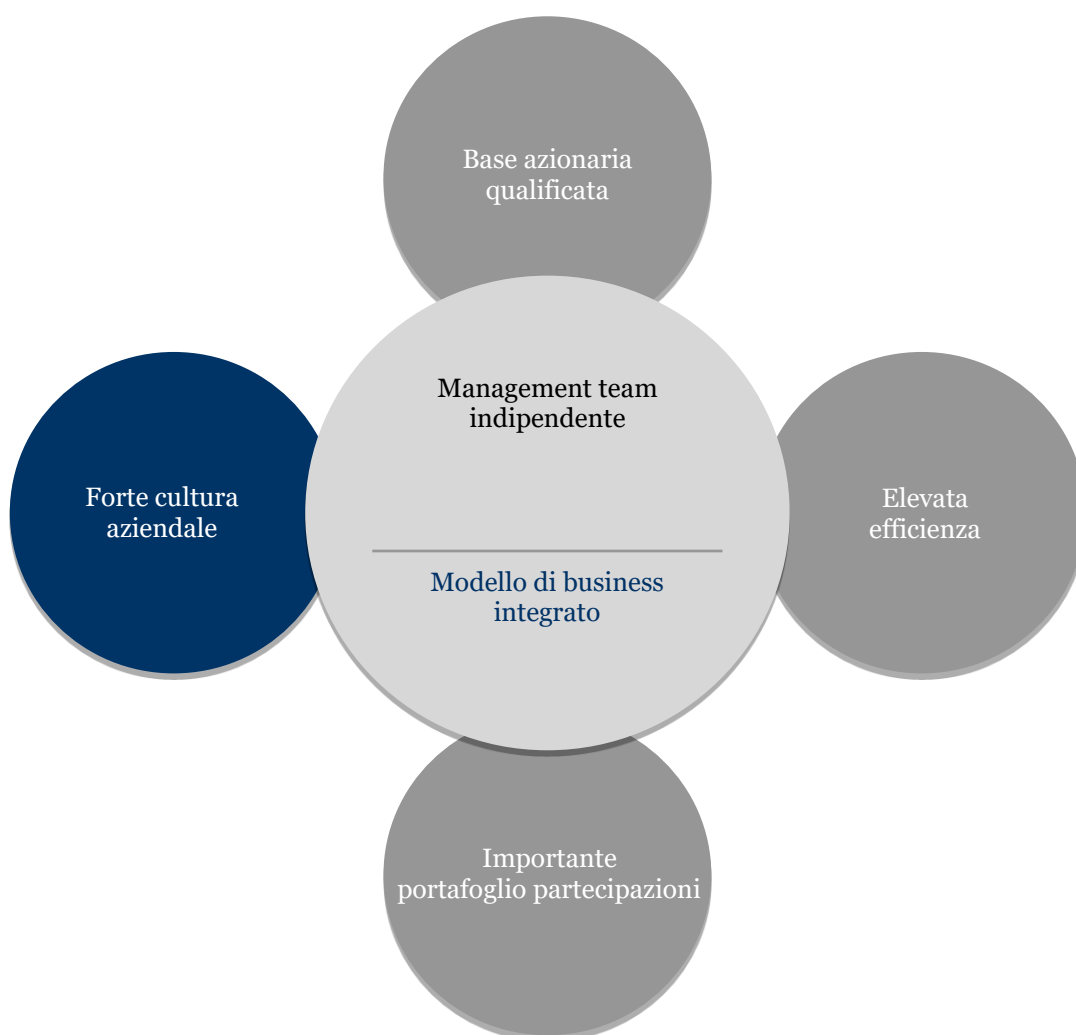 Base azionaria
qualificata
Management team
indipendente
Forte cultura
aziendale
Elevata
efficienza
Modello di business
integrato
Importante
portafoglio partecipazioni